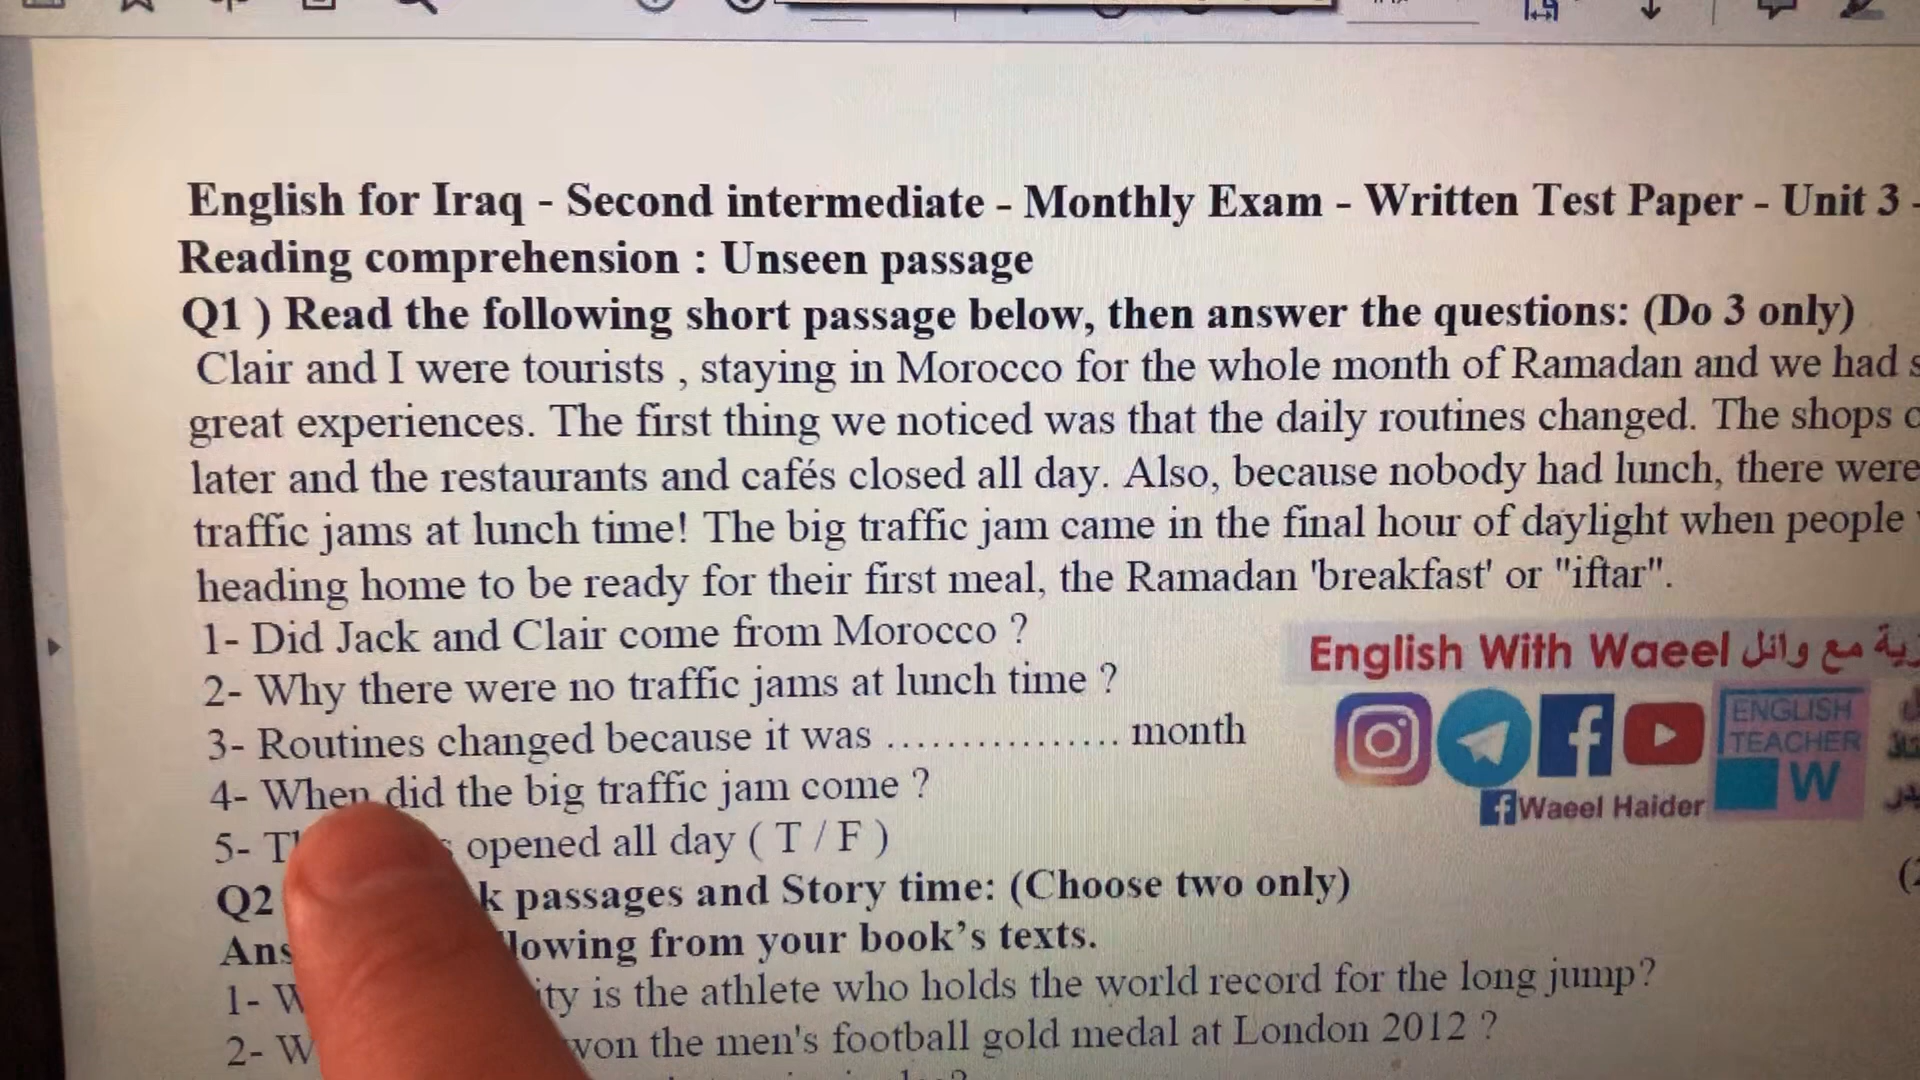 English for Iraq - Second intermediate - Monthly Exam - Written Test Paper - Unit 3 -
Reading comprehension : Unseen passage
Q1 ) Read the following short passage below, then answer the questions: (Do 3 only)
Clair and I were tourists , staying in Morocco for the whole month of Ramadan and we had
great experiences. The first thing we noticed was that the daily routines changed. The shops
later and the restaurants and cafés closed all day. Also, because nobody had lunch, there were
traffic jams at lunch time! The big traffic jam came in the final hour of daylight when people
heading home to be ready for their first meal, the Ramadan 'breakfast' or "iftar".
1- Did Jack and Clair come from Morocco ?
2- Why there were no traffic jams at lunch time ?
3- Routines changed because it was ................ month
4- When did the big traffic jam come ?
5- opened all day ( T / F )
Q2 passages and Story time: (Choose two only)
from your book's texts.
1- is the athlete who holds the world record for the long jump?
2- won the men's football gold medal at London 2012 ?
English With Waeel مع وائل
ENGLISH
TEACHER
W
Waeel Haider